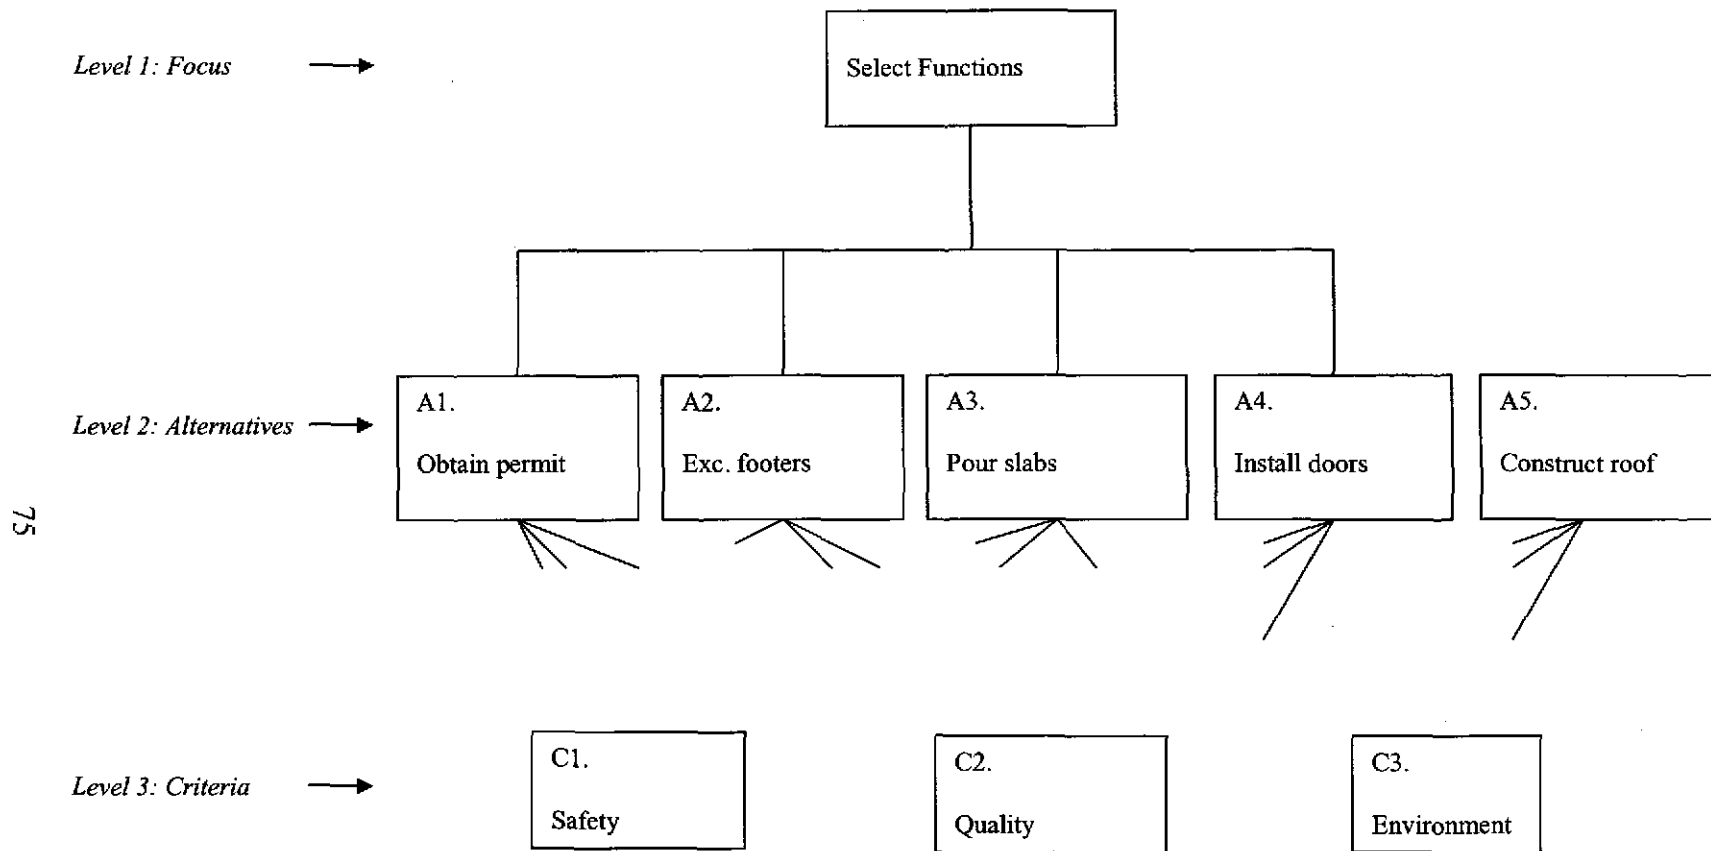 Level 1: Focus
Select Functions
Level 2: Alternatives
A1.
Obtain permit
A2.
Exc. footers
A3.
Pour slabs
A4.
Install doors
A5.
Construct roof
75
Level 3: Criteria
C1.
Safety
C2.
Quality
C3.
Environment